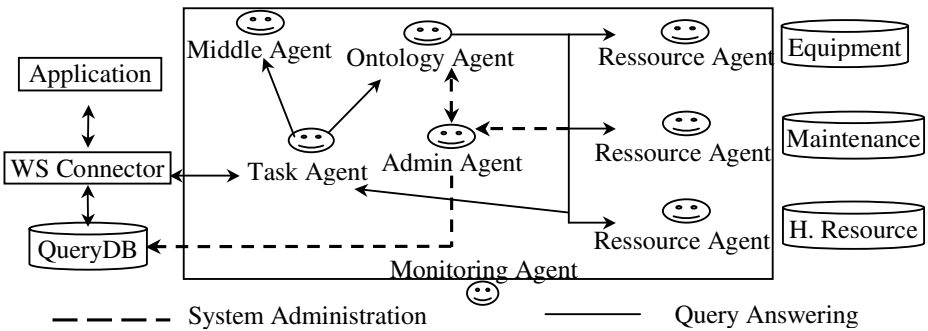 Middle Agent
Ontology Agent
Ressource Agent
Equipment
Application
Ressource Agent
Maintenance
WS Connector
Task Agent
Admin Agent
Ressource Agent
H. Resource
QueryDB
Monitoring Agent
System Administration
Query Answering